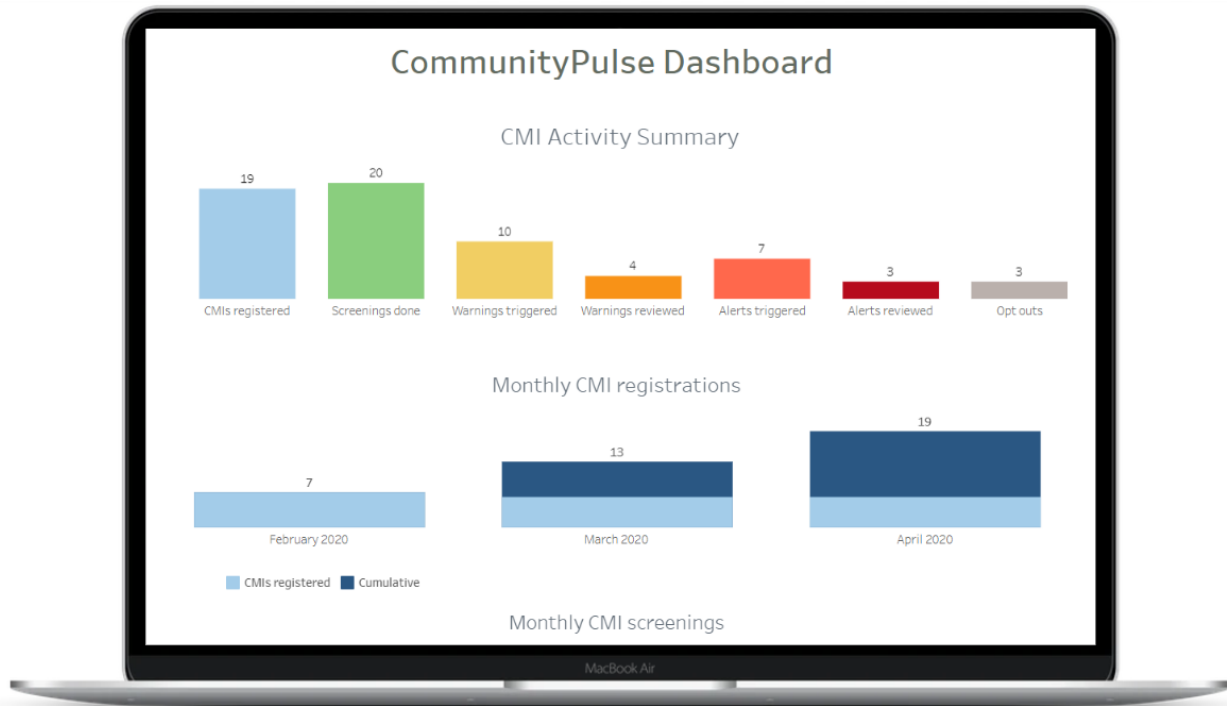 CommunityPulse Dashboard
CMI Activity Summary
19
20
10
4
7
3
3
CMIs registered
Screenings done
Warnings triggered
Warnings reviewed
Alerts triggered
Alerts reviewed
Opt outs
Monthly CMI registrations
7
13
19
February 2020
March 2020
April 2020
CMIs registered
Cumulative
Monthly CMI screenings
MacBook Air